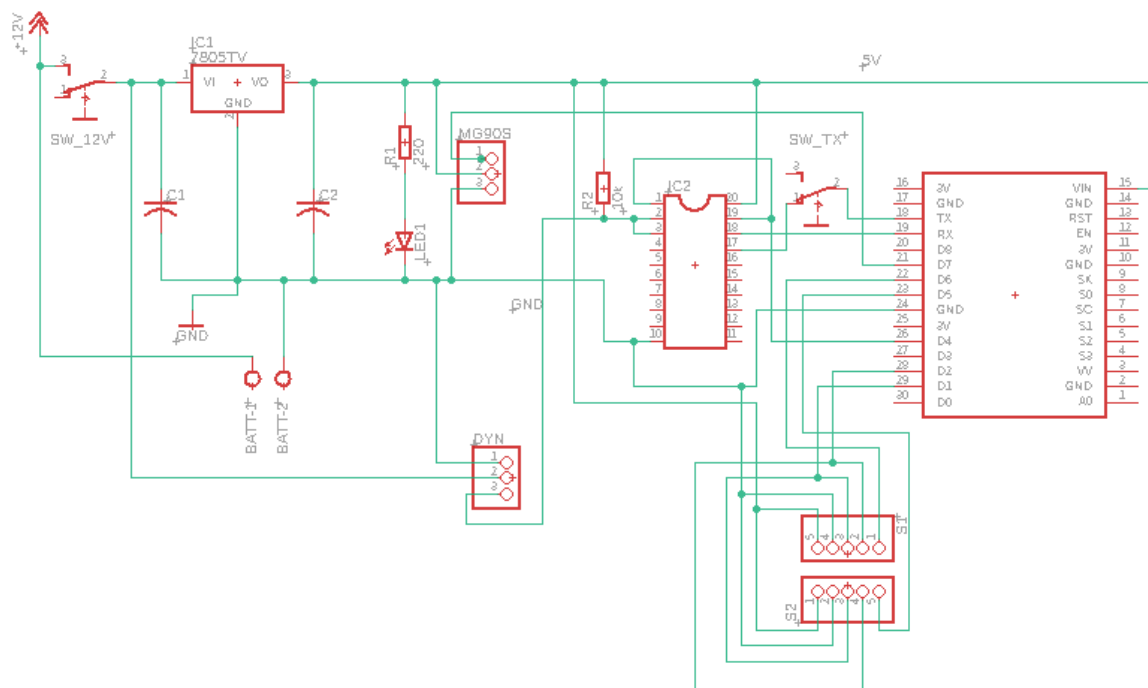 +12V
IC1
7805TV
1 VI VO 3
GND
2
3
2
1
SW_12V
5V
C1
C2
R1
220
LED1
MG90S
1
2
3
R2
10k
IC2
1
2
3
4
5
6
7
8
9
10
20
19
18
17
16
15
14
13
12
11
SW_TX
3
2
1
16 3V VIN 15
17 GND GND 14
18 TX RST 13
19 RX EN 12
20 D8 3V 11
21 D7 GND 10
22 D6 SK 9
23 D5 S0 8
24 GND SC 7
25 3V S1 6
26 D4 S2 5
27 D3 S3 4
28 D2 VV 3
29 D1 GND 2
30 D0 A0 1
GND
GND
BATT-1
BATT-2
DYN
1
2
3
5 4 3 2 1
S1
S2
1 2 3 4 5